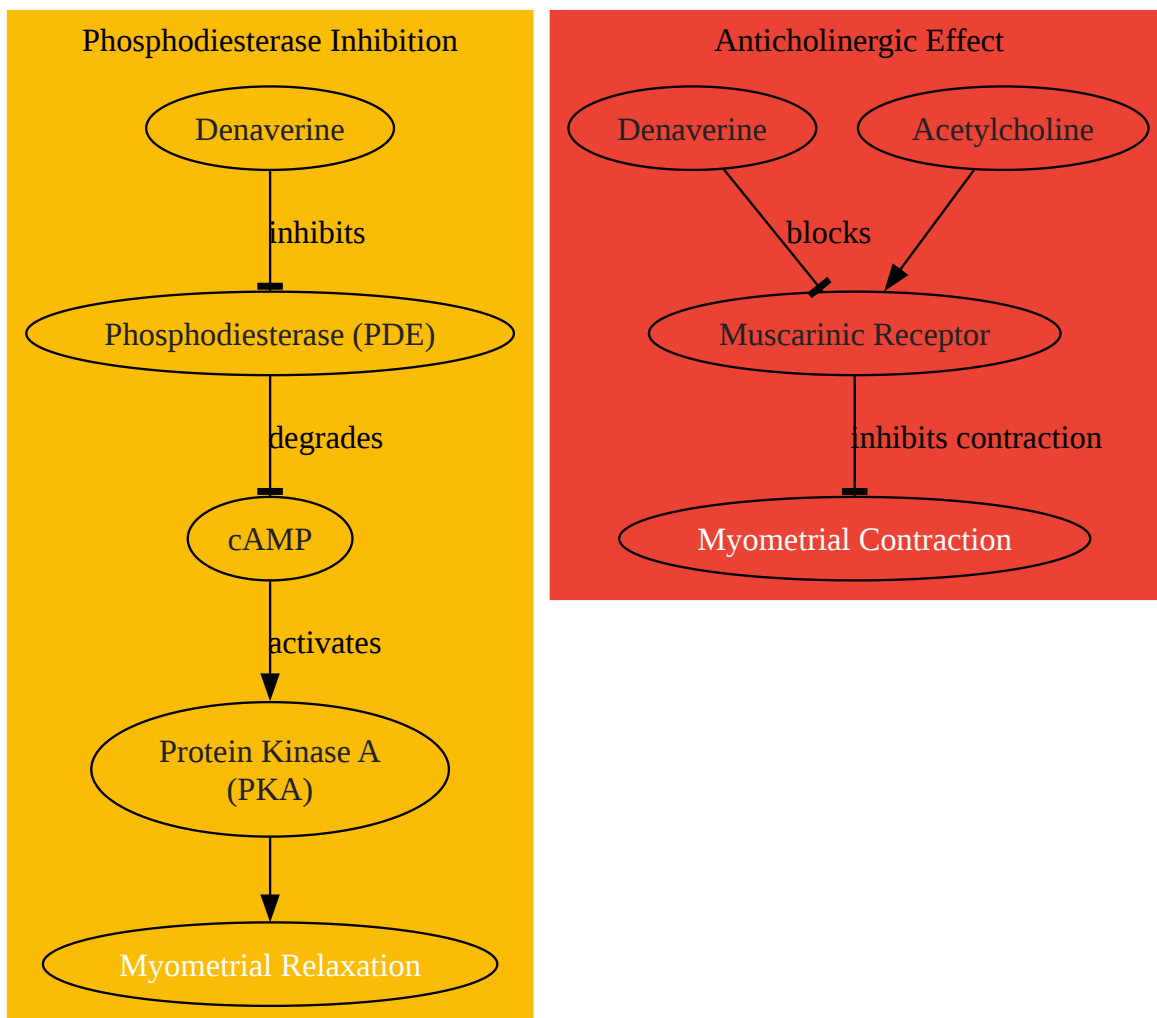 Phosphodiesterase Inhibition
Denaverine
inhibits
Phosphodiesterase (PDE)
degrades
cAMP
activates
Protein Kinase A
(PKA)
Myometrial Relaxation
Anticholinergic Effect
Denaverine
Acetylcholine
blocks
Muscarinic Receptor
inhibits contraction
Myometrial Contraction